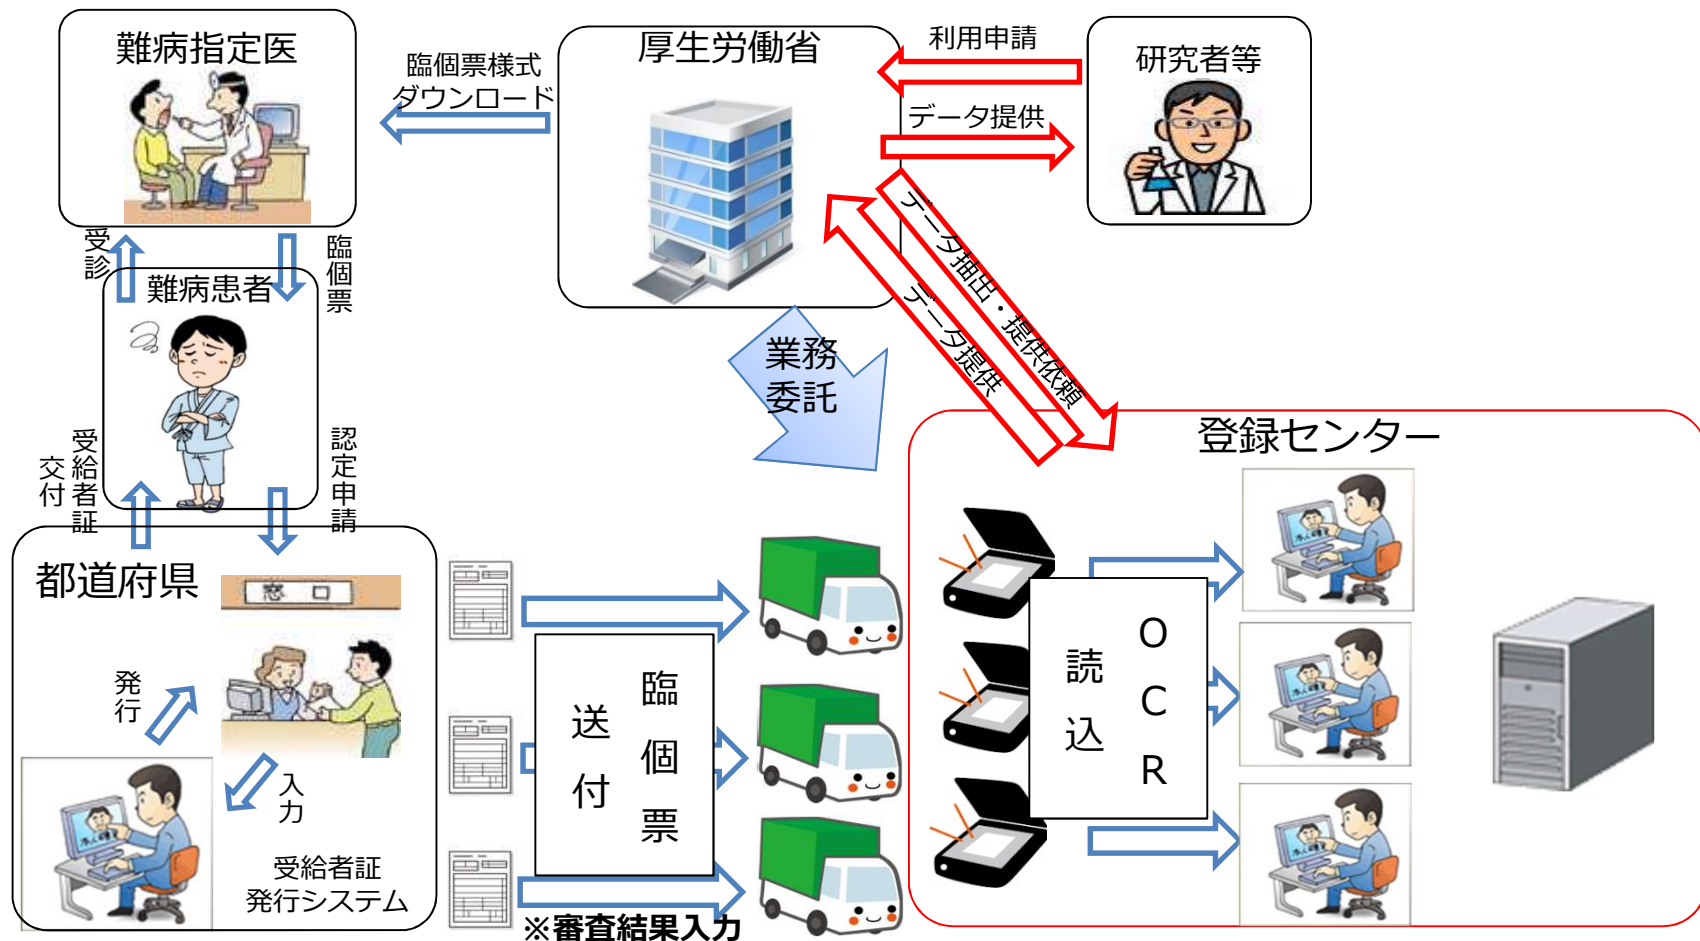 難病指定医
臨個票様式
ダウンロード
厚生労働省
利用申請
データ提供
研究者等
受診
臨個票
難病患者
データ抽出・提供依頼
データ提供
業務
委託
受給者証
交付
認定申請
登録センター
都道府県
窓口
発行
入力
受給者証
発行システム
臨個票
送付
※審査結果入力
OCR
読込